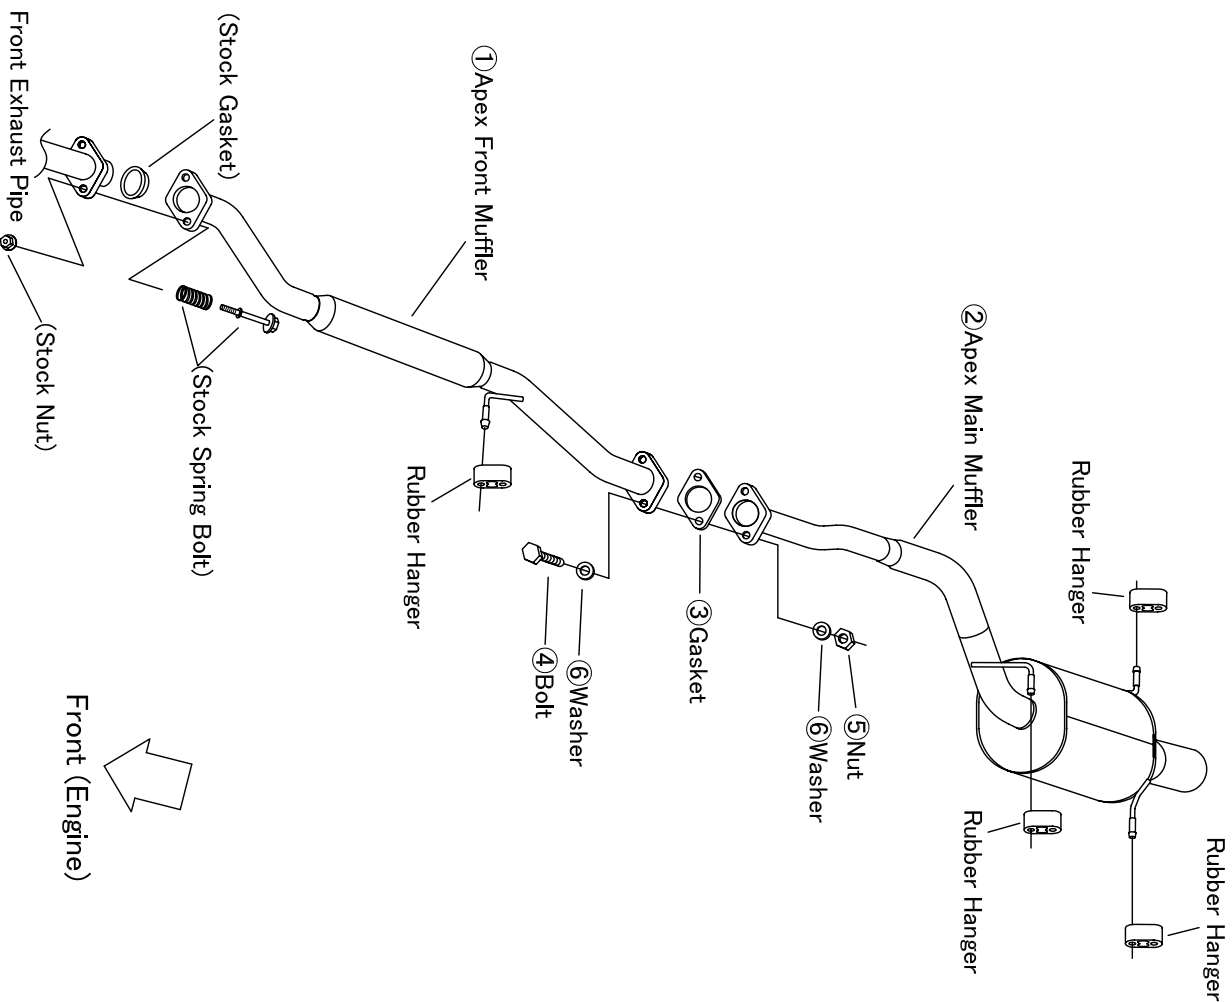 Front Exhaust Pipe
(Stock Gasket)
①Apex Front Muffler
②Apex Main Muffler
Rubber Hanger
(Stock Nut)
(Stock Spring Bolt)
Rubber Hanger
③Gasket
⑥Washer
④Bolt
⑤Nut
⑥Washer
Rubber Hanger
Rubber Hanger
Front (Engine)